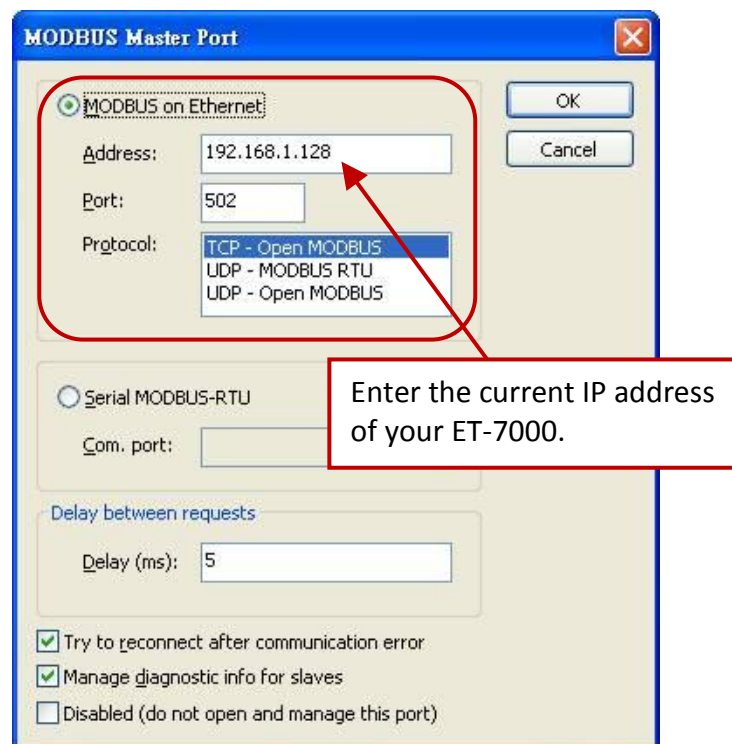 MODBUS Master Port
MODBUS on Ethernet
OK
Address: 192.168.1.128
Cancel
Port: 502
Protocol: TCP - Open MODBUS
UDP - MODBUS RTU
UDP - Open MODBUS
Enter the current IP address
of your ET-7000.
Serial MODBUS-RTU
Com. port:
Delay between requests
Delay (ms): 5
Try to reconnect after communication error
Manage diagnostic info for slaves
Disabled (do not open and manage this port)